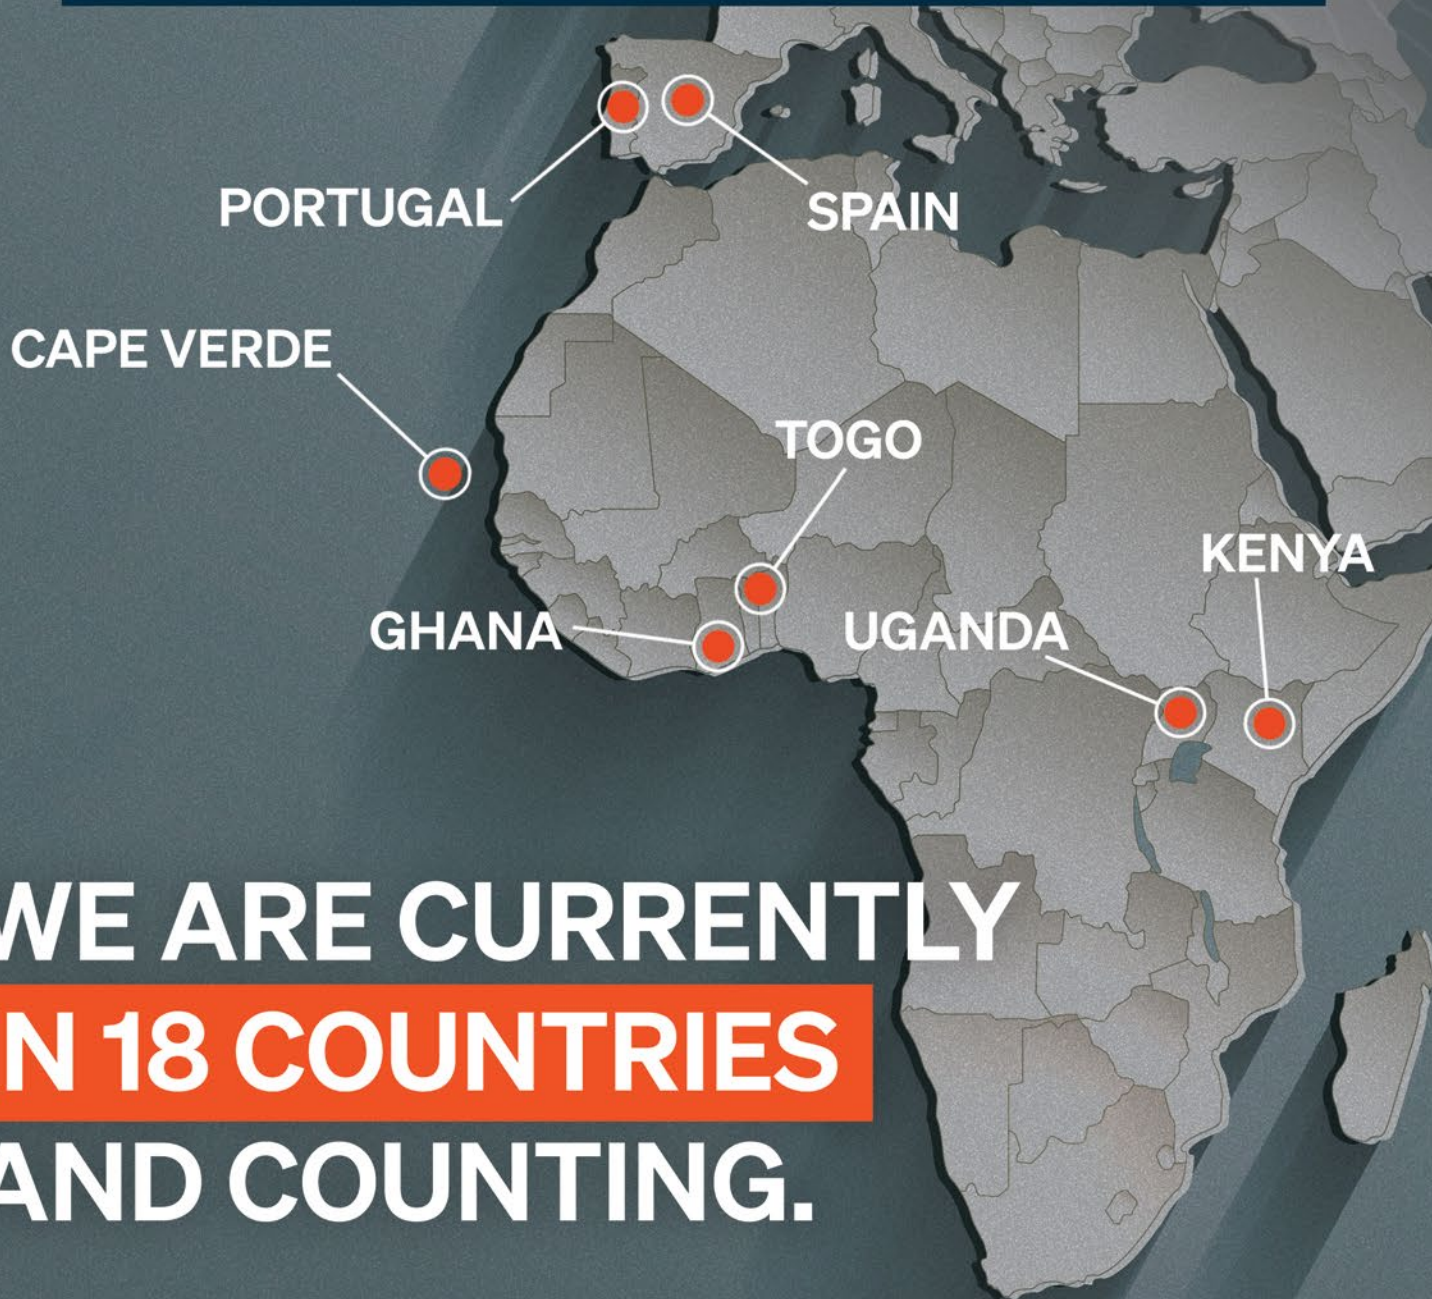 PORTUGAL
SPAIN
CAPE VERDE
TOGO
KENYA
GHANA
UGANDA
WE ARE CURRENTLY
N 18 COUNTRIES
AND COUNTING.